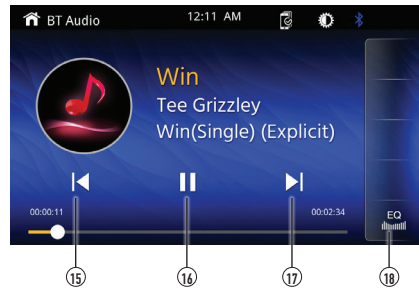 BT Audio 12:11 AM
Win
Tee Grizzley
Win(Single) (Explicit)
00:00:11 00:02:34
EQ
15 16 17 18